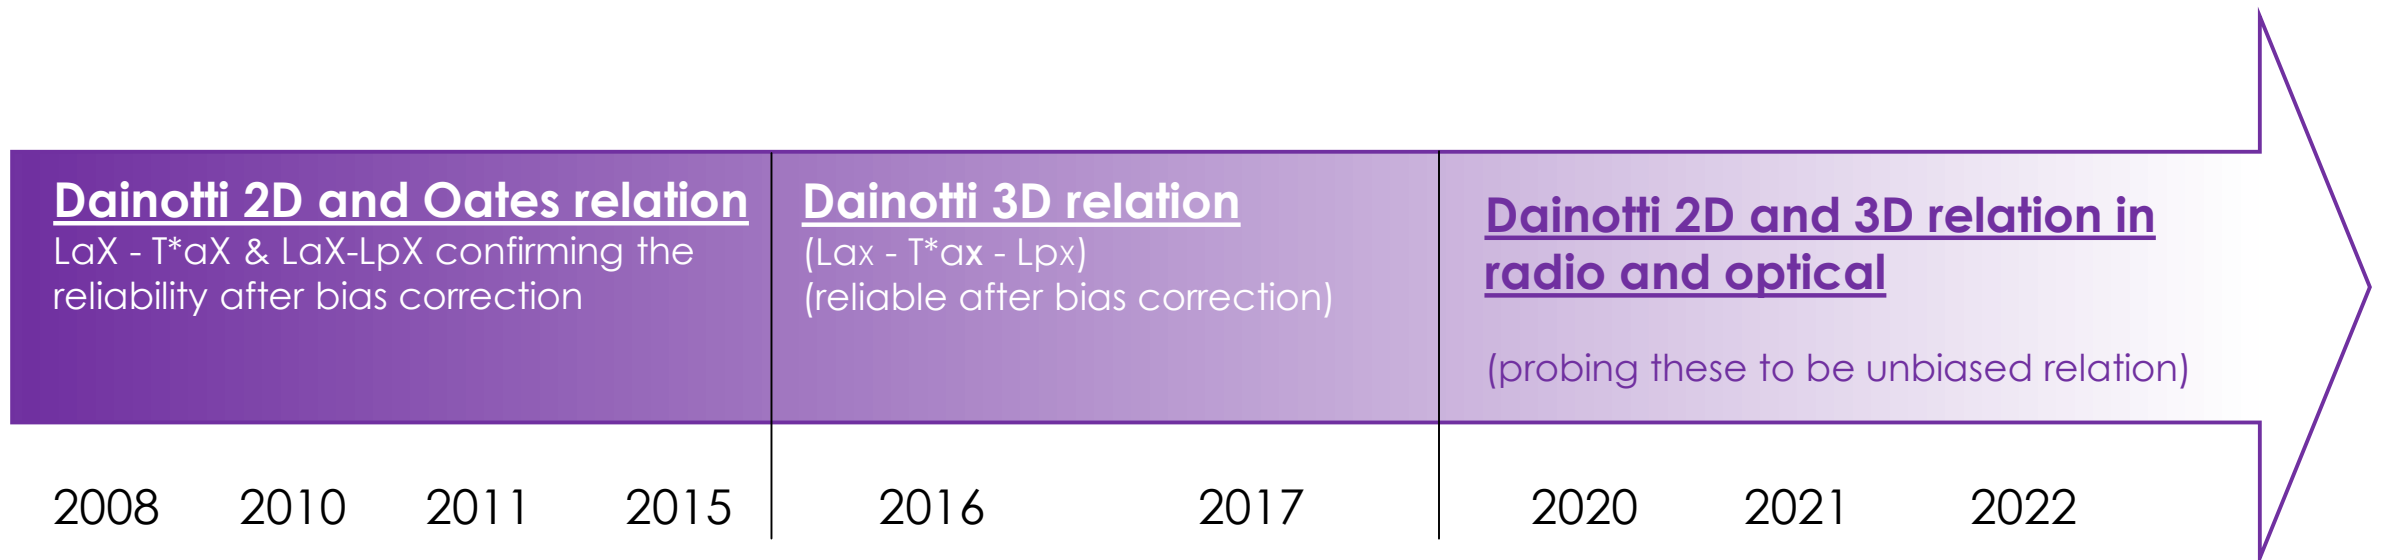 Dainotti 2D and Oates relation
LaX - T*aX & LaX-LpX confirming the
reliability after bias correction
Dainotti 3D relation
(Lax - T*ax - Lpx)
(reliable after bias correction)
Dainotti 2D and 3D relation in
radio and optical
(probing these to be unbiased relation)
2008 2010 2011 2015 2016 2017 2020 2021 2022